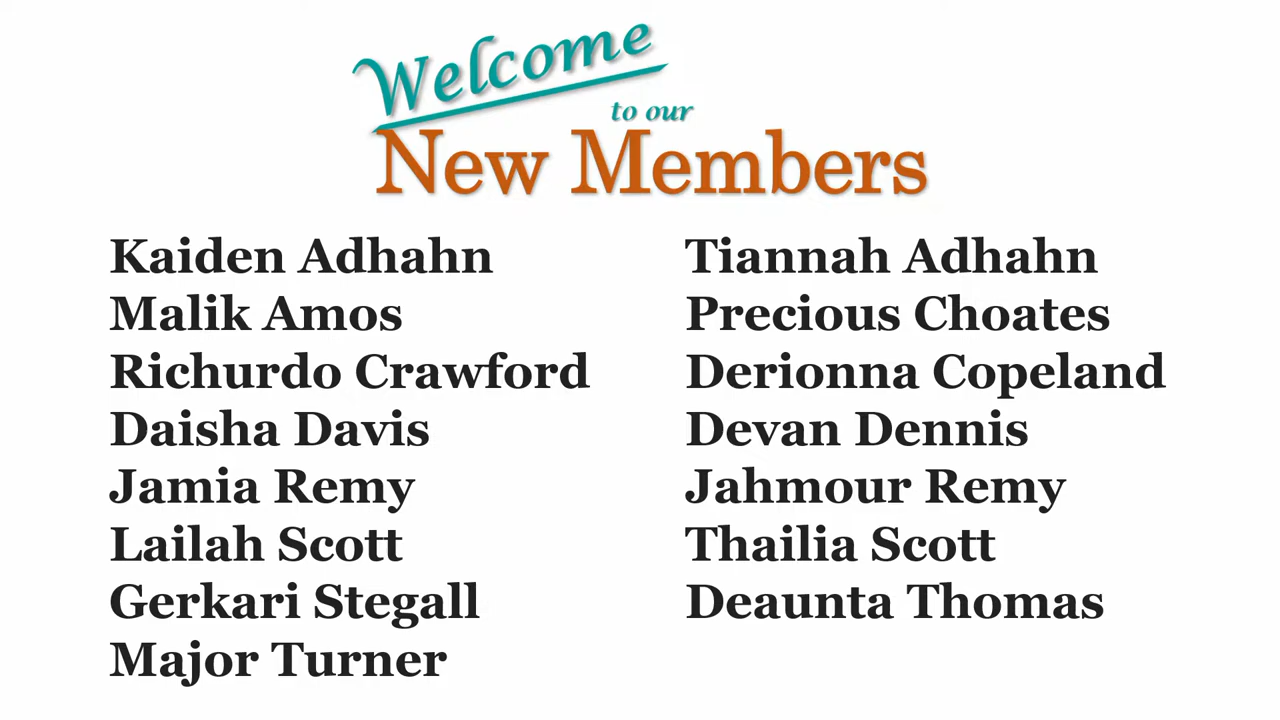 Welcome
to our
New Members
Kaiden Adhahn
Tiannah Adhahn
Malik Amos
Precious Choates
Richurdo Crawford
Derionna Copeland
Daisha Davis
Devan Dennis
Jamia Remy
Jahmour Remy
Lailah Scott
Thailia Scott
Gerkari Stegall
Deaunta Thomas
Major Turner